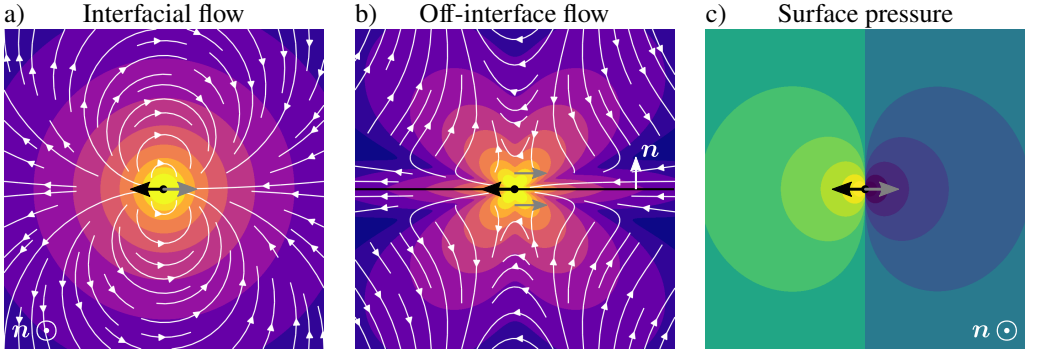 a) Interfacial flow
b) Off-interface flow
c) Surface pressure
n
n
n